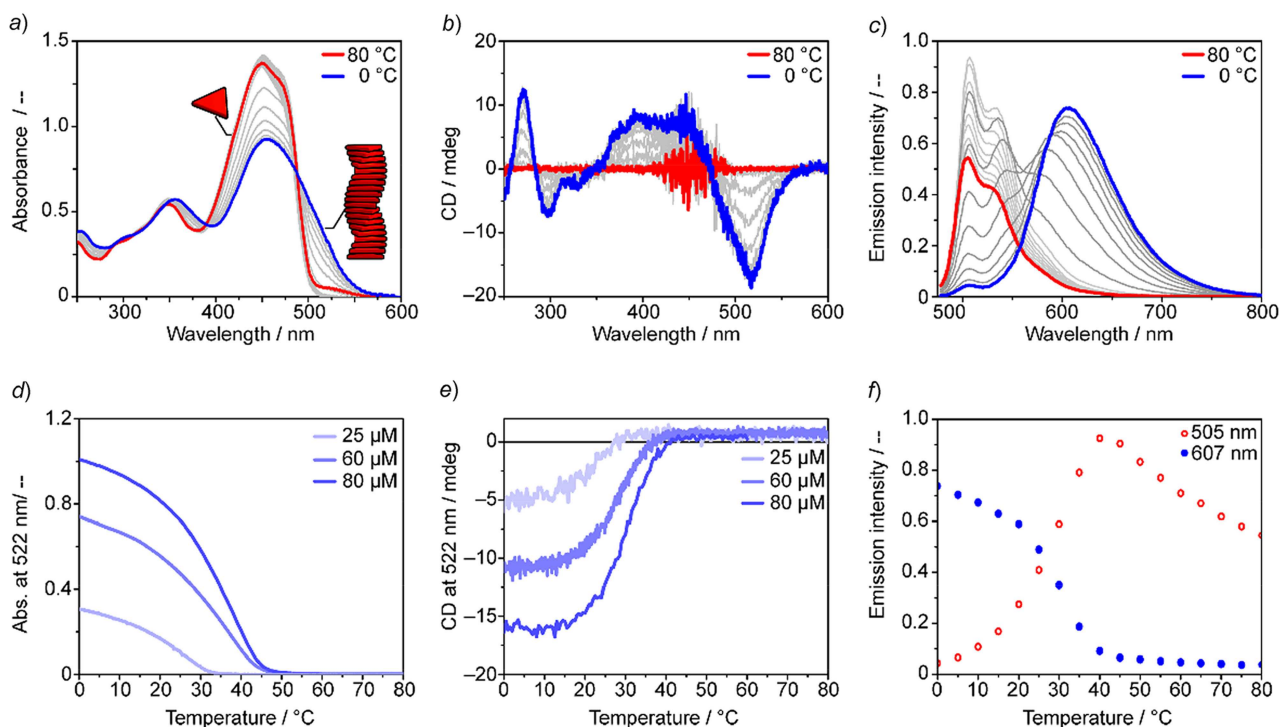 a)
80 °C
0 °C
Absorbance / --
1.5
1.0
0.5
0
300
400
500
600
Wavelength / nm
b)
80 °C
0 °C
CD / mdeg
20
10
0
−10
−20
300
400
500
600
Wavelength / nm
c)
80 °C
0 °C
Emission intensity / --
1.0
0.8
0.6
0.4
0.2
0
500
600
700
800
Wavelength / nm
d)
25 µM
60 µM
80 µM
Abs. at 522 nm/ --
1.2
0.8
0.4
0
0 10 20 30 40 50 60 70 80
Temperature / °C
e)
25 µM
60 µM
80 µM
CD at 522 nm / mdeg
0
−5
−10
−15
−20
0 10 20 30 40 50 60 70 80
Temperature / °C
f)
505 nm
607 nm
Emission intensity / --
1.0
0.8
0.6
0.4
0.2
0
0 10 20 30 40 50 60 70 80
Temperature / °C